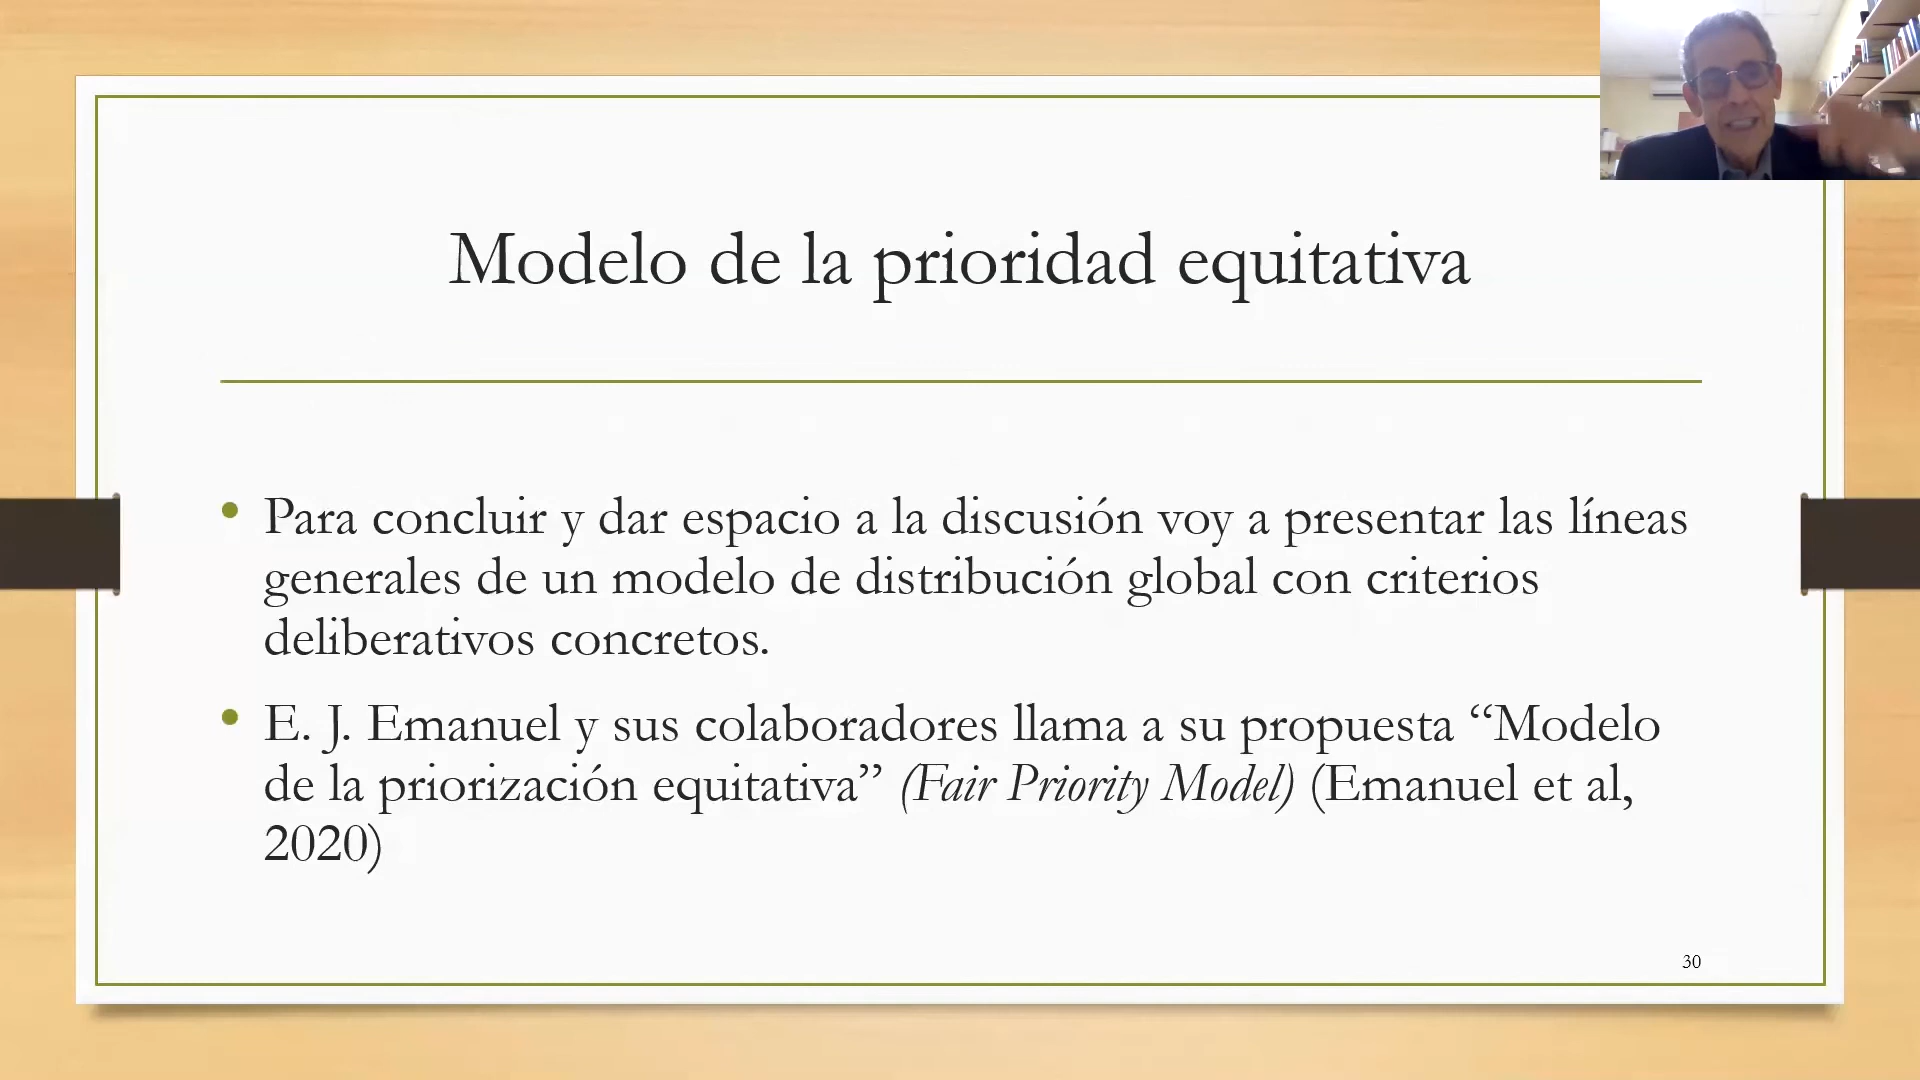 Modelo de la prioridad equitativa
• Para concluir y dar espacio a la discusión voy a presentar las líneas
generales de un modelo de distribución global con criterios
deliberativos concretos.
• E. J. Emanuel y sus colaboradores llama a su propuesta “Modelo
de la priorización equitativa” (Fair Priority Model) (Emanuel et al,
2020)
30